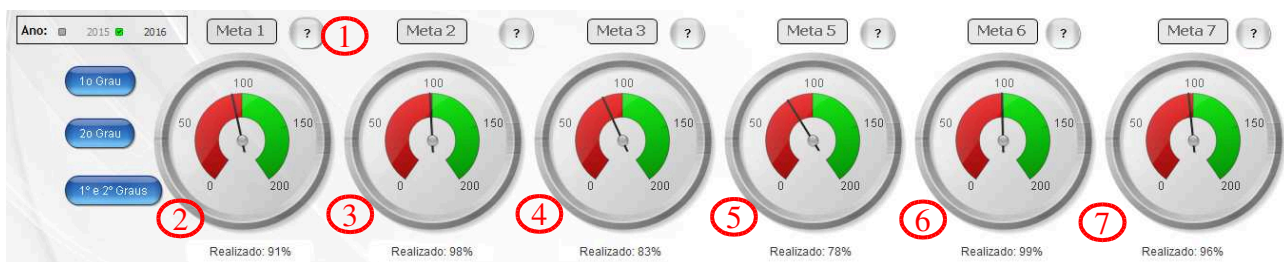 Ano: 2015 2016
Meta 1 ? 1 Meta 2 ? Meta 3 ? Meta 5 ? Meta 6 ? Meta 7 ?
1o Grau
2o Grau
1º e 2º Graus
0 50 100 150 200
0 50 100 150 200
0 50 100 150 200
0 50 100 150 200
0 50 100 150 200
0 50 100 150 200
2 3 4 5 6 7
Realizado: 91% Realizado: 98% Realizado: 83% Realizado: 78% Realizado: 99% Realizado: 96%